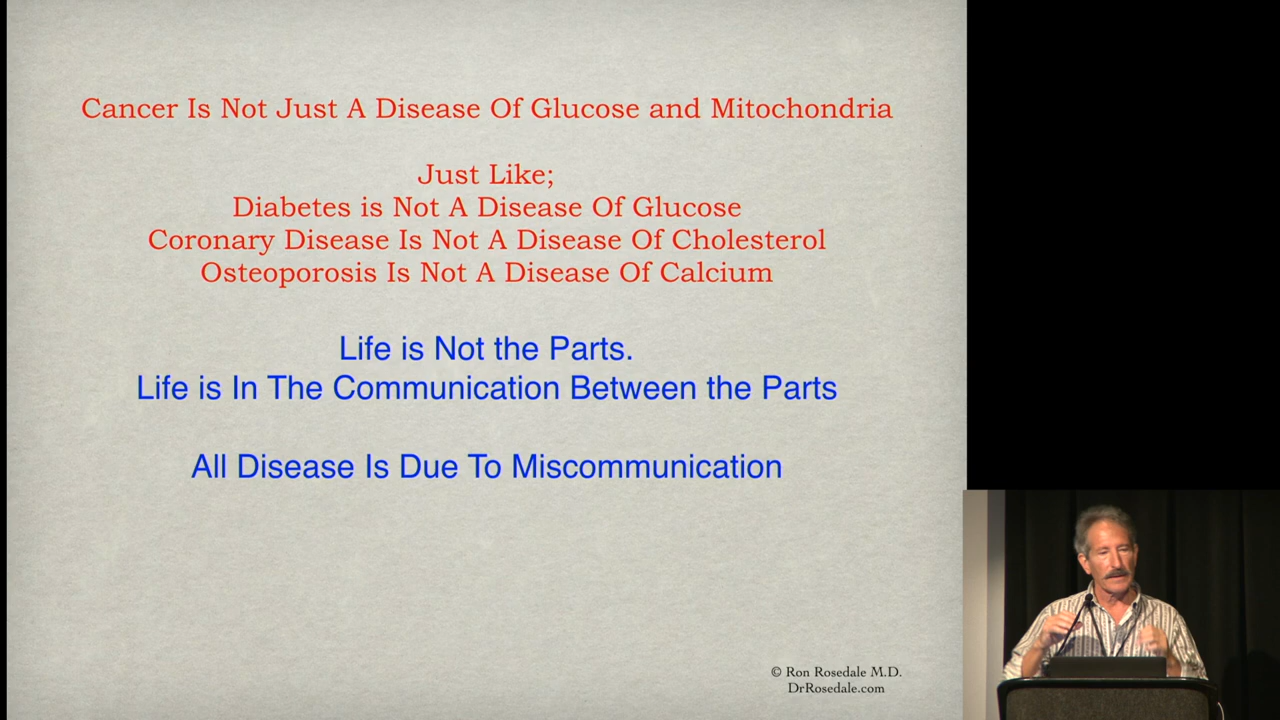 Cancer Is Not Just A Disease Of Glucose and Mitochondria
Just Like;
Diabetes is Not A Disease Of Glucose
Coronary Disease Is Not A Disease Of Cholesterol
Osteoporosis Is Not A Disease Of Calcium
Life is Not the Parts.
Life is In The Communication Between the Parts
All Disease Is Due To Miscommunication
© Ron Rosedale M.D.
DrRosedale.com